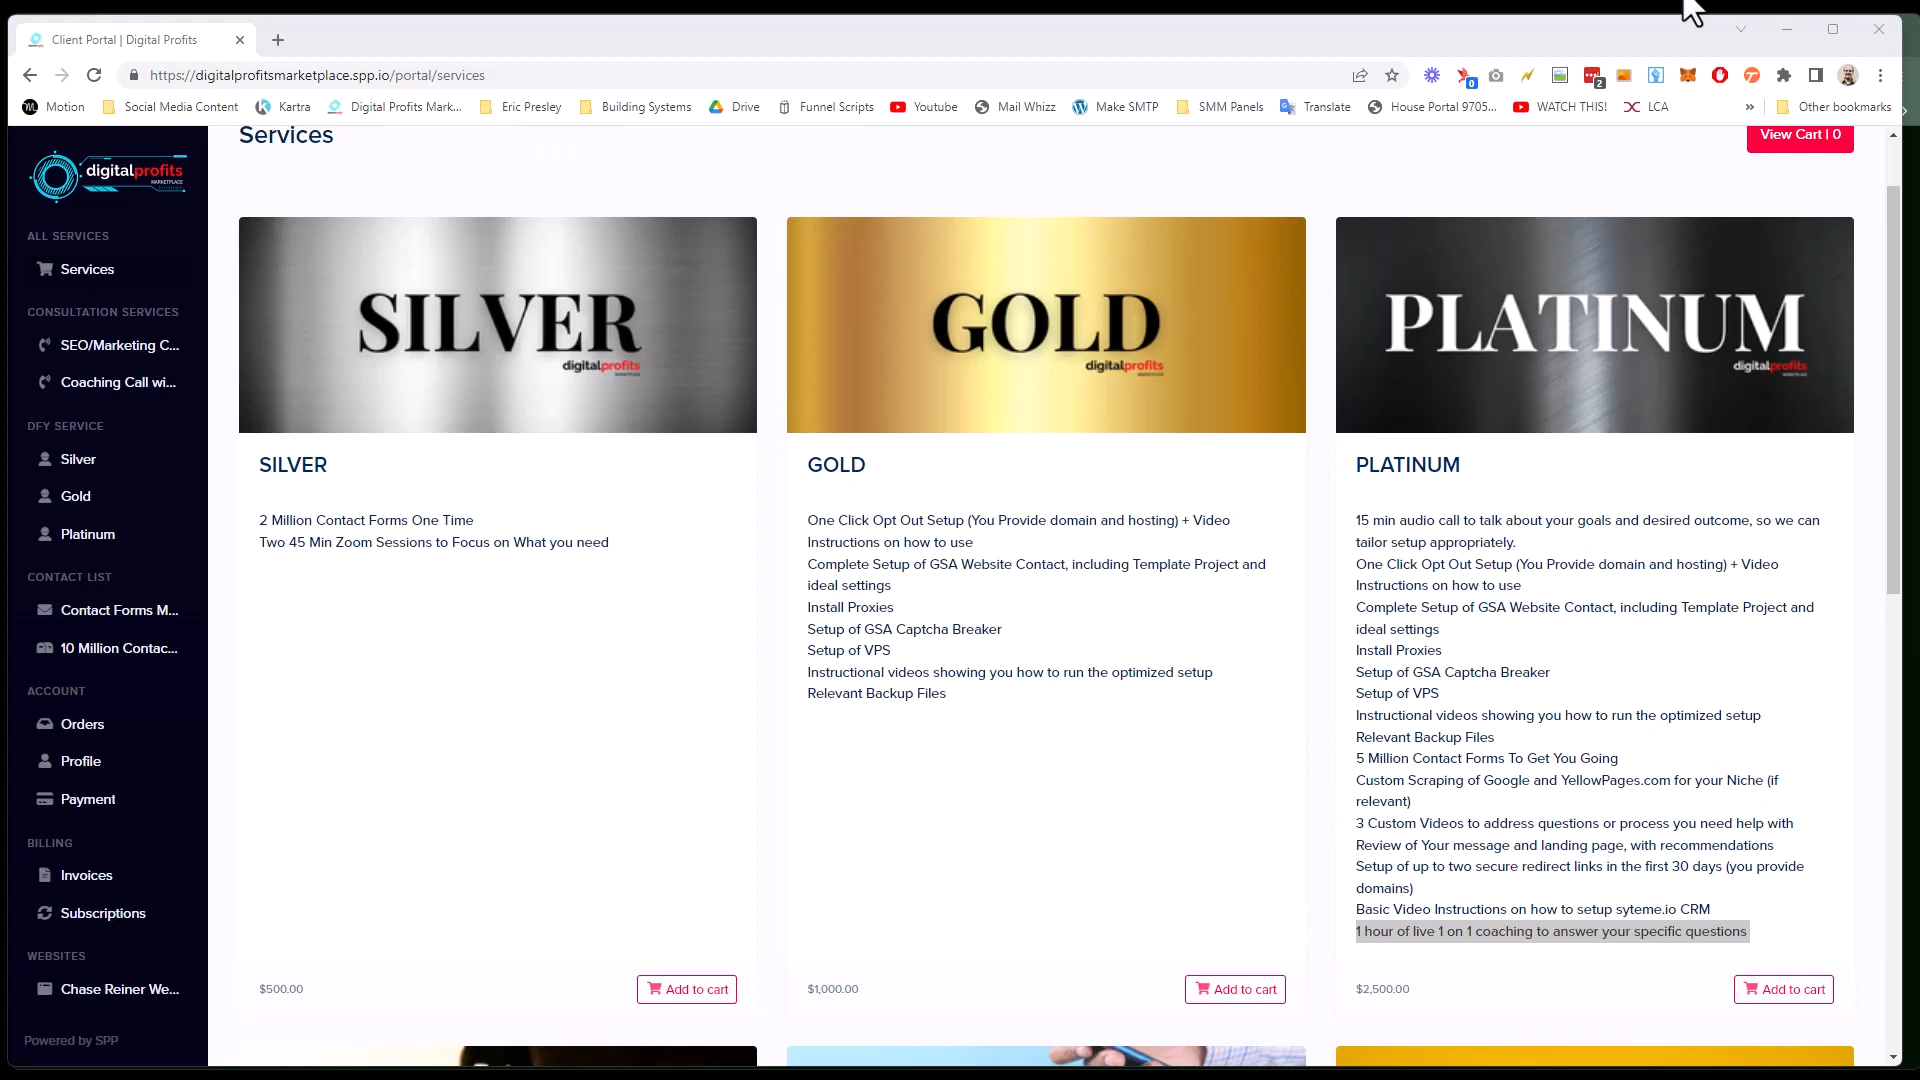 Client Portal | Digital Profits
https://digitalprofitsmarketplace.spp.io/portal/services
0
2
Motion
Social Media Content
Kartra
Digital Profits Mark...
Eric Presley
Building Systems
Drive
Funnel Scripts
Youtube
Mail Whizz
Make SMTP
SMM Panels
Translate
House Portal 9705...
WATCH THIS!
LCA
»
Other bookmarks
digitalprofits
MARKETPLACE
ALL SERVICES
Services
CONSULTATION SERVICES
SEO/Marketing C...
Coaching Call wi...
DFY SERVICE
Silver
Gold
Platinum
CONTACT LIST
Contact Forms M...
10 Million Contac...
ACCOUNT
Orders
Profile
Payment
BILLING
Invoices
Subscriptions
WEBSITES
Chase Reiner We...
Powered by SPP
Services
View Cart | 0
SILVER
digitalprofits
MARKETPLACE
SILVER
2 Million Contact Forms One Time
Two 45 Min Zoom Sessions to Focus on What you need
$500.00
Add to cart
GOLD
digitalprofits
MARKETPLACE
GOLD
One Click Opt Out Setup (You Provide domain and hosting) + Video
Instructions on how to use
Complete Setup of GSA Website Contact, including Template Project and
ideal settings
Install Proxies
Setup of GSA Captcha Breaker
Setup of VPS
Instructional videos showing you how to run the optimized setup
Relevant Backup Files
$1,000.00
Add to cart
PLATINUM
digitalprofits
MARKETPLACE
PLATINUM
15 min audio call to talk about your goals and desired outcome, so we can
tailor setup appropriately.
One Click Opt Out Setup (You Provide domain and hosting) + Video
Instructions on how to use
Complete Setup of GSA Website Contact, including Template Project and
ideal settings
Install Proxies
Setup of GSA Captcha Breaker
Setup of VPS
Instructional videos showing you how to run the optimized setup
Relevant Backup Files
5 Million Contact Forms To Get You Going
Custom Scraping of Google and YellowPages.com for your Niche (if
relevant)
3 Custom Videos to address questions or process you need help with
Review of Your message and landing page, with recommendations
Setup of up to two secure redirect links in the first 30 days (you provide
domains)
Basic Video Instructions on how to setup syteme.io CRM
1 hour of live 1 on 1 coaching to answer your specific questions
$2,500.00
Add to cart